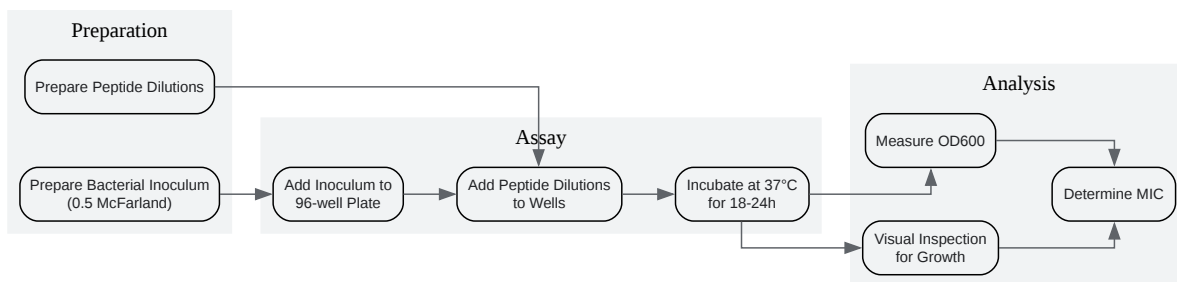 Preparation
Prepare Peptide Dilutions
Prepare Bacterial Inoculum
(0.5 McFarland)
Assay
Add Inoculum to
96-well Plate
Add Peptide Dilutions
to Wells
Incubate at 37°C
for 18-24h
Analysis
Measure OD600
Visual Inspection
for Growth
Determine MIC